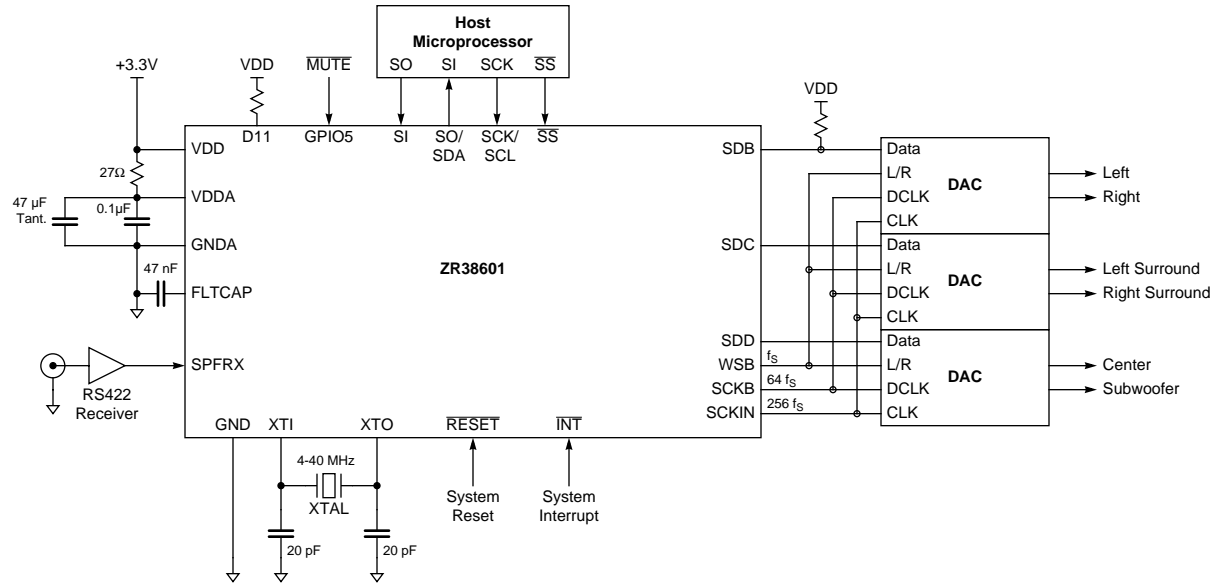 Host
Microprocessor
SO SI SCK SS
+3.3V
VDD
MUTE
VDD
D11 GPIO5 SI SO/ SCK/ SS
SDA SCL
VDD
27Ω
VDDA
47 µF
Tant.
0.1µF
GNDA
47 nF
FLTCAP
SPFRX
RS422
Receiver
ZR38601
SDB
SDC
SDD
WSB fS
SCKB 64 fS
SCKIN 256 fS
Data
L/R
DCLK
CLK
DAC
Left
Right
Data
L/R
DCLK
CLK
DAC
Left Surround
Right Surround
Data
L/R
DCLK
CLK
DAC
Center
Subwoofer
GND XTI XTO RESET INT
4-40 MHz
XTAL
20 pF 20 pF
System
Reset
System
Interrupt